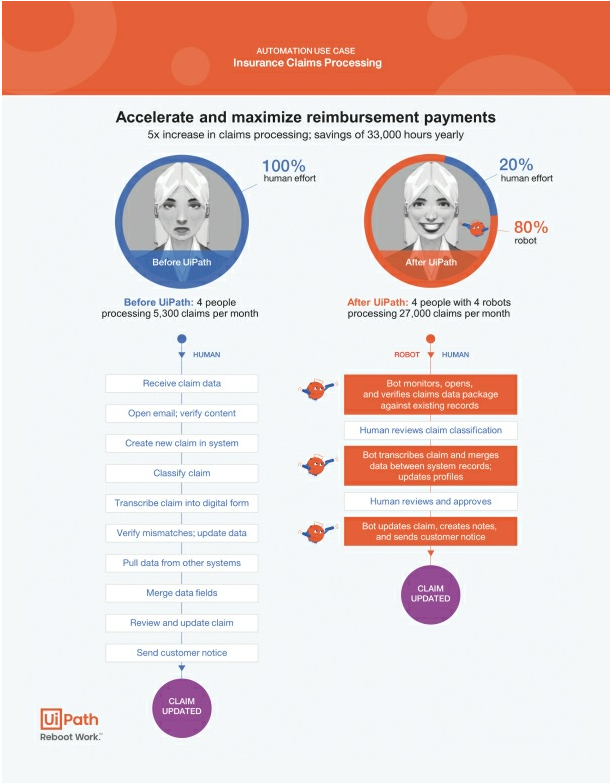 AUTOMATION USE CASE
Insurance Claims Processing
Accelerate and maximize reimbursement payments
5x increase in claims processing; savings of 33,000 hours yearly
100%
human effort
Before UiPath
20%
human effort
80%
robot
After UiPath
Before UiPath: 4 people
processing 5,300 claims per month
After UiPath: 4 people with 4 robots
processing 27,000 claims per month
HUMAN
Receive claim data
Open email; verify content
Create new claim in system
Classify claim
Transcribe claim into digital form
Verify mismatches; update data
Pull data from other systems
Merge data fields
Review and update claim
Send customer notice
CLAIM
UPDATED
ROBOT HUMAN
Bot monitors, opens,
and verifies claims data package
against existing records
Human reviews claim classification
Bot transcribes claim and merges
data between system records;
updates profiles
Human reviews and approves
Bot updates claim, creates notes,
and sends customer notice
CLAIM
UPDATED
UiPath
Reboot Work.™